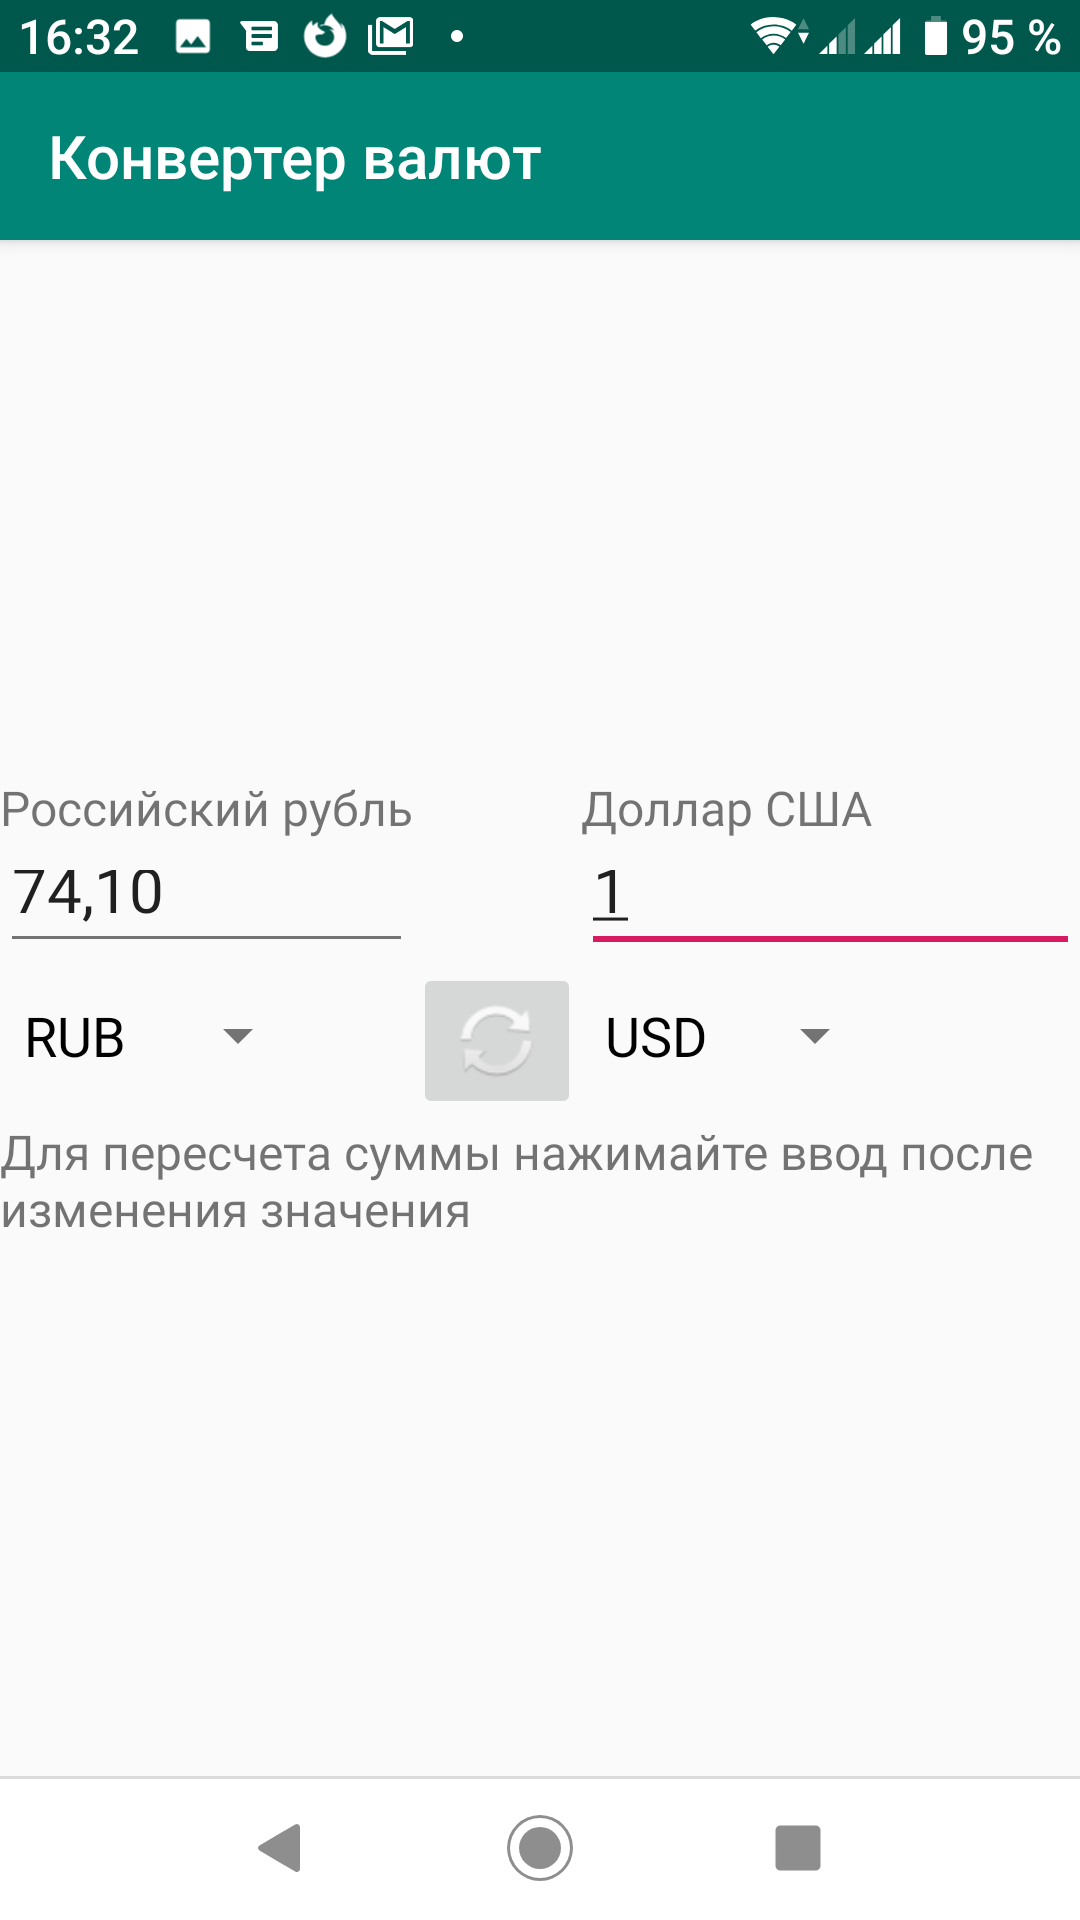 16:32 95 %
Конвертер валют
Российский рубль Доллар США
74,10 1
RUB USD
Для пересчета суммы нажимайте ввод после
изменения значения